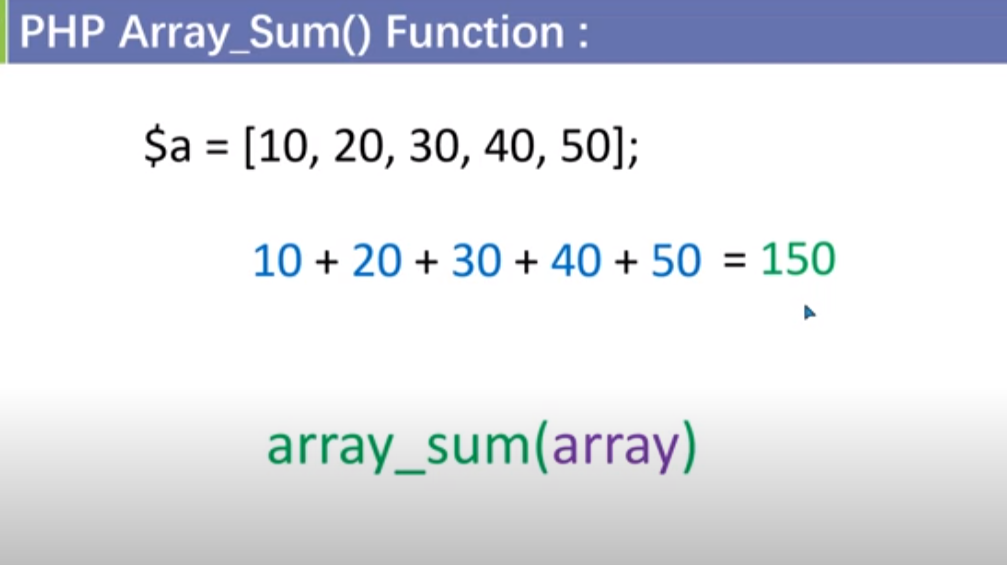 PHP Array_Sum() Function :
$a = [10, 20, 30, 40, 50];
10 + 20 + 30 + 40 + 50 = 150
array_sum(array)